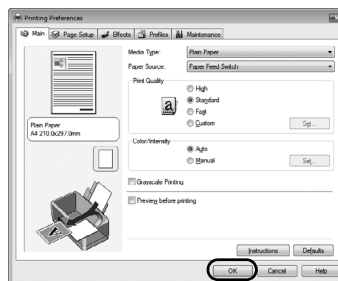 Printing Preferences
Main Page Setup Effects Profiles Maintenance
Media Type: Plain Paper
Paper Source: Paper Feed Switch
Print Quality
High
Standard
Fast
Custom Set...
Plain Paper
A4 210.0x297.0mm
Color/Intensity
Auto
Manual Set...
Grayscale Printing
Preview before printing
Instructions Defaults
OK Cancel Help